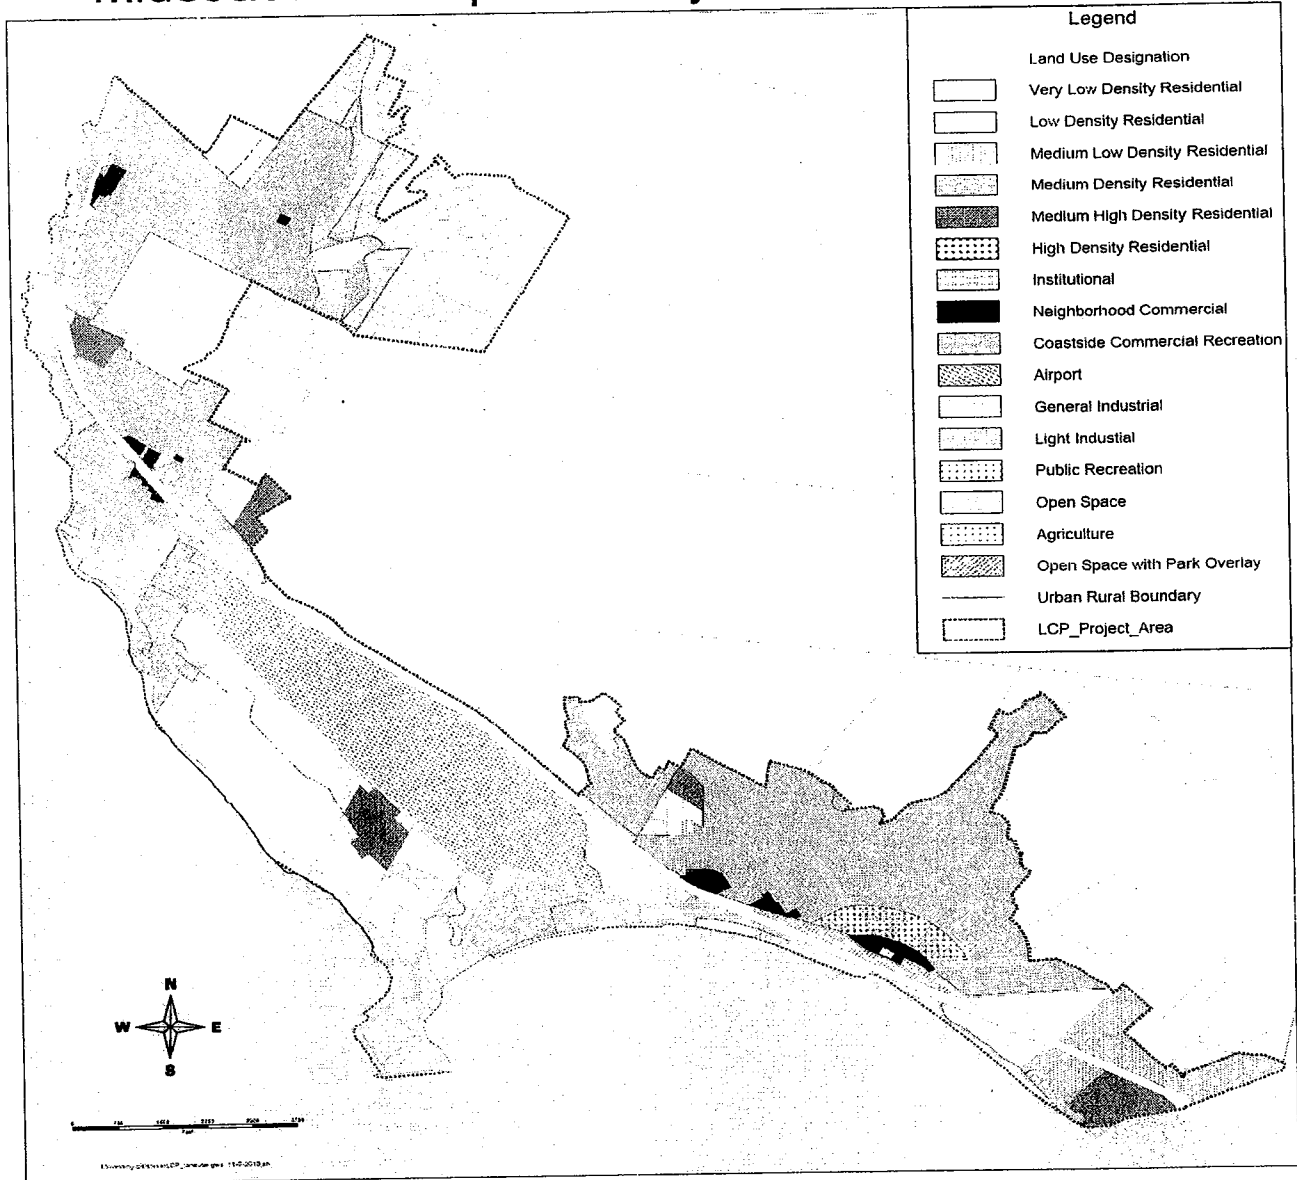 Legend
Land Use Designation
Very Low Density Residential
Low Density Residential
Medium Low Density Residential
Medium Density Residential
Medium High Density Residential
High Density Residential
Institutional
Neighborhood Commercial
Coastside Commercial Recreation
Airport
General Industrial
Light Industial
Public Recreation
Open Space
Agriculture
Open Space with Park Overlay
Urban Rural Boundary
LCP_Project_Area
N
W E
S